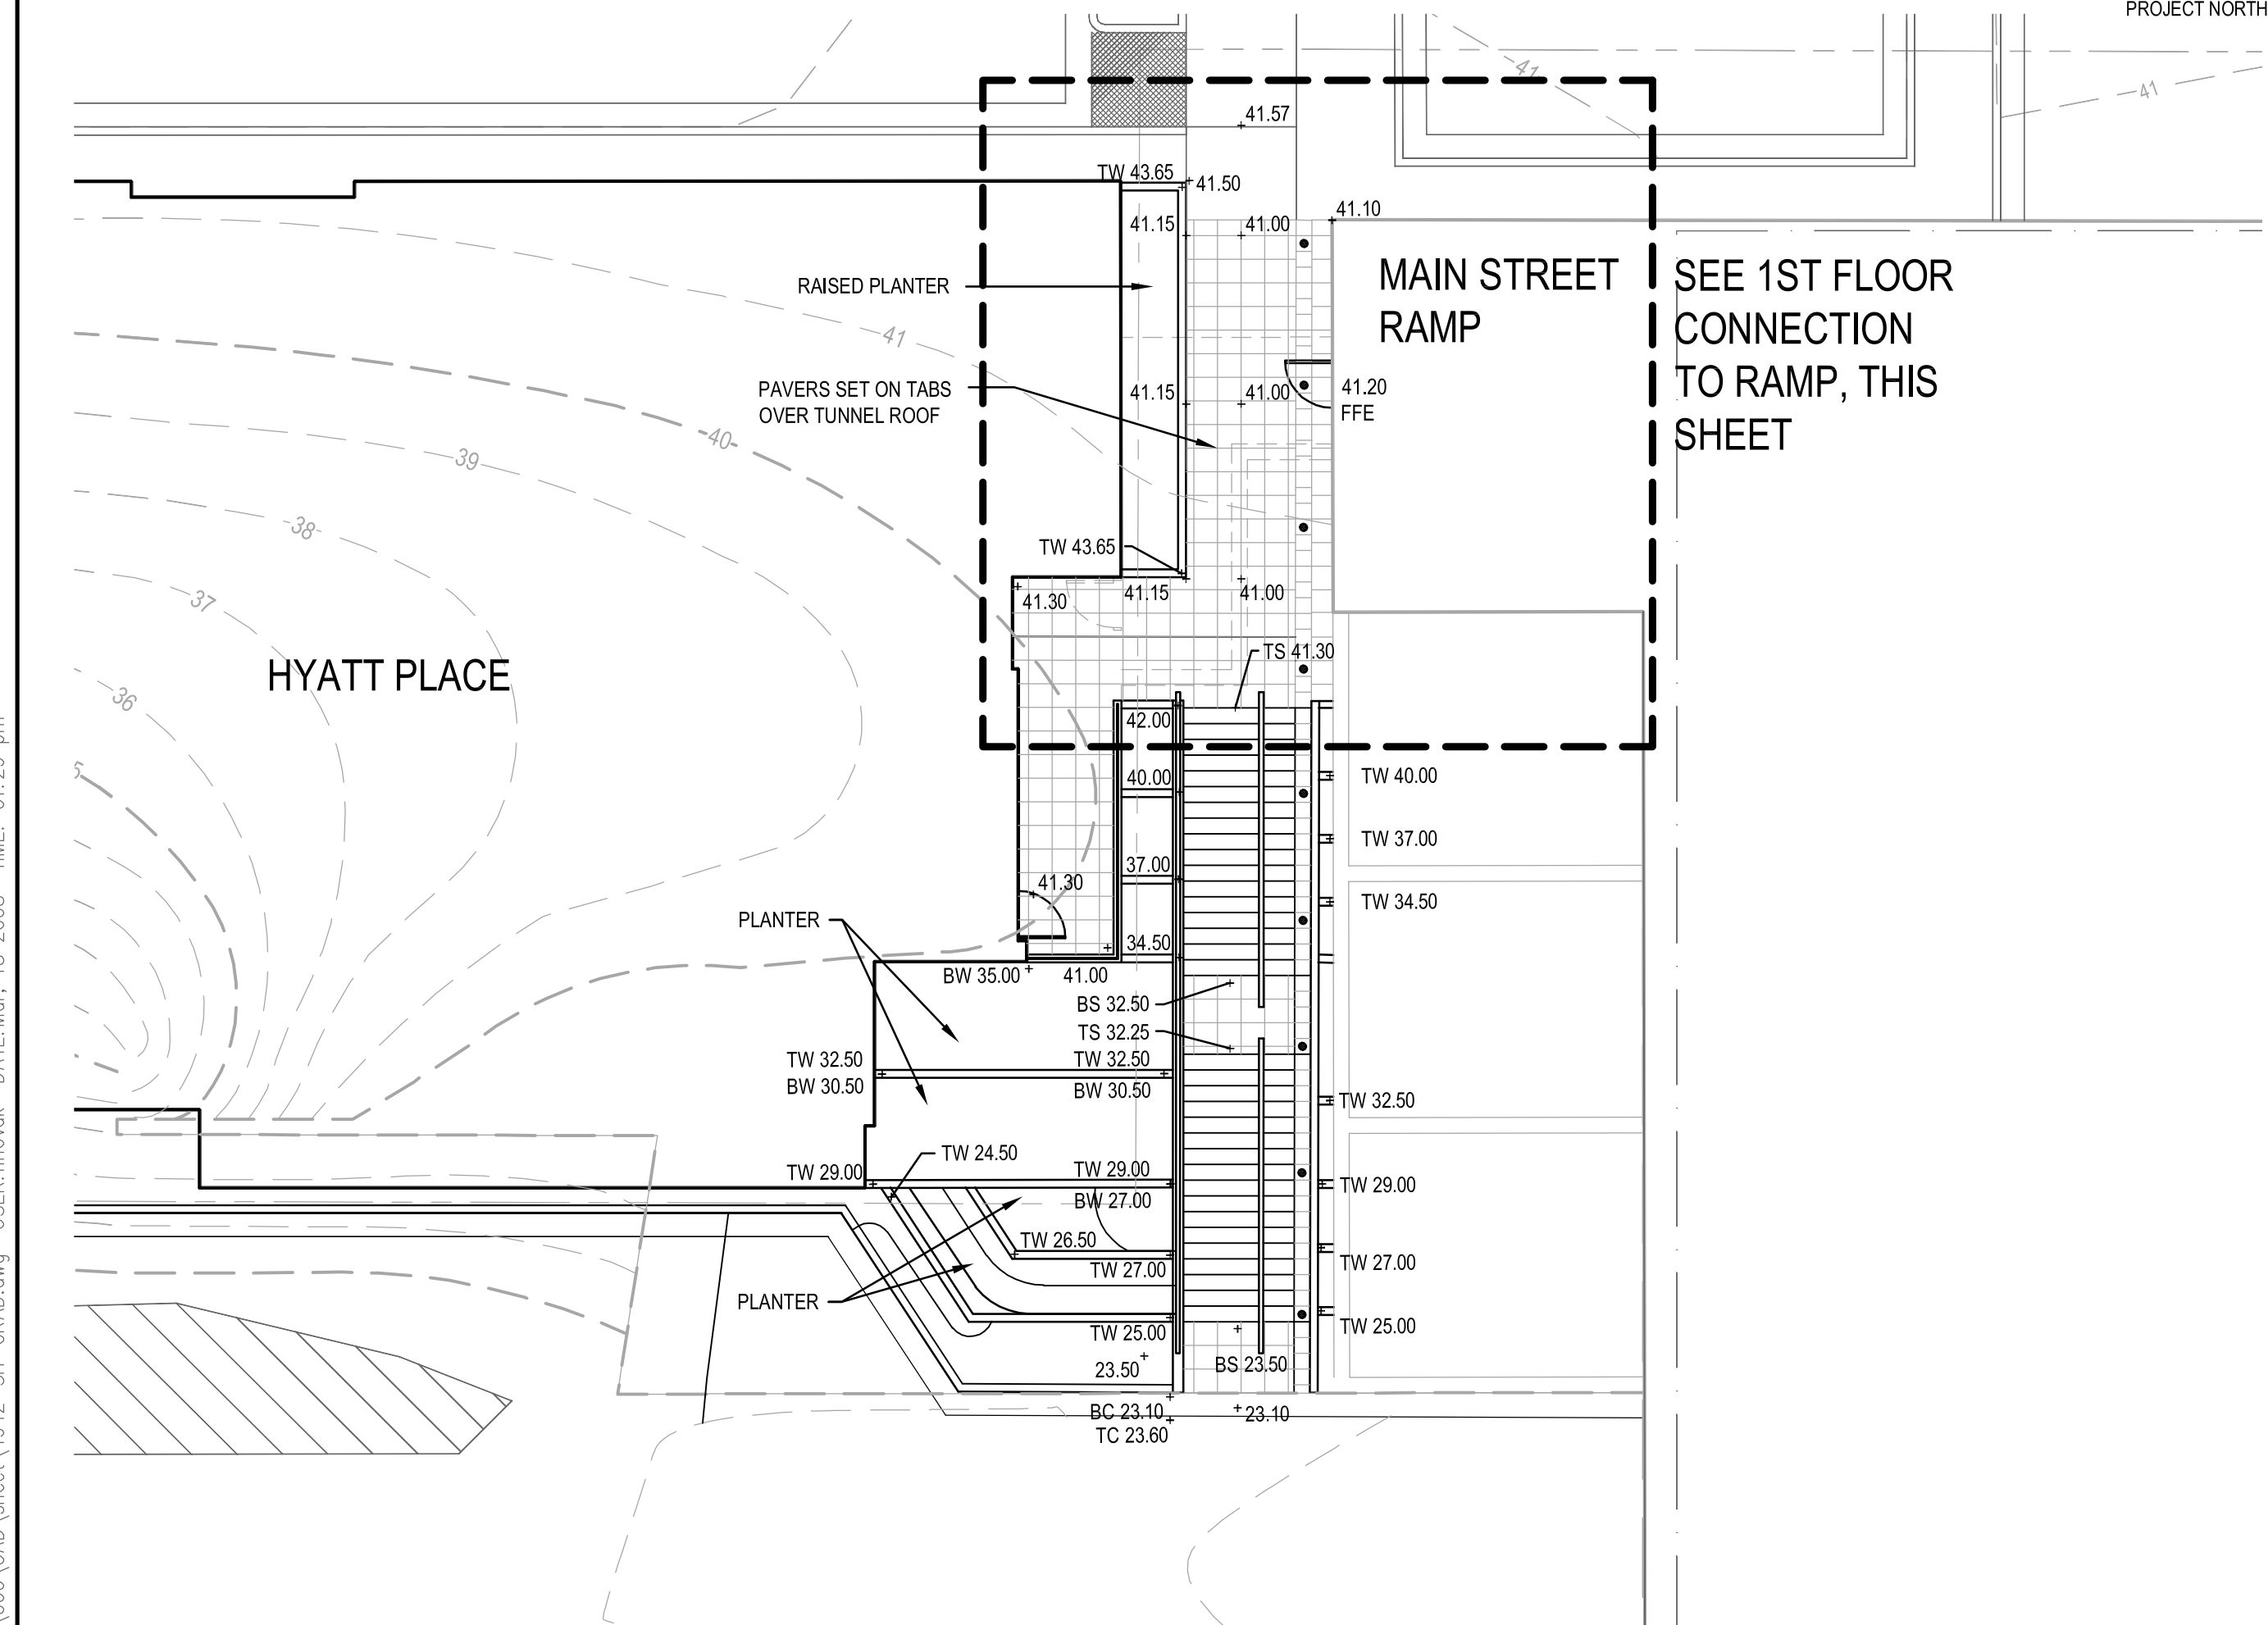 PROJECT NORTH
41
41
41.57
TW 43.65
41.50
41.10
41.15
41.00
MAIN STREET
RAMP
SEE 1ST FLOOR
CONNECTION
TO RAMP, THIS
SHEET
RAISED PLANTER
41
PAVERS SET ON TABS
OVER TUNNEL ROOF
41.15
41.00
41.20
FFE
40
39
38
37
36
TW 43.65
41.30
41.15
41.00
HYATT PLACE
TS 41.30
42.00
40.00
TW 40.00
37.00
TW 37.00
41.30
34.50
TW 34.50
PLANTER
BW 35.00
41.00
BS 32.50
TS 32.25
TW 32.50
BW 30.50
TW 32.50
BW 30.50
TW 32.50
TW 24.50
TW 29.00
TW 29.00
BW 27.00
TW 29.00
TW 26.50
TW 27.00
TW 27.00
PLANTER
TW 25.00
TW 25.00
23.50
BS 23.50
BC 23.10
TC 23.60
23.10